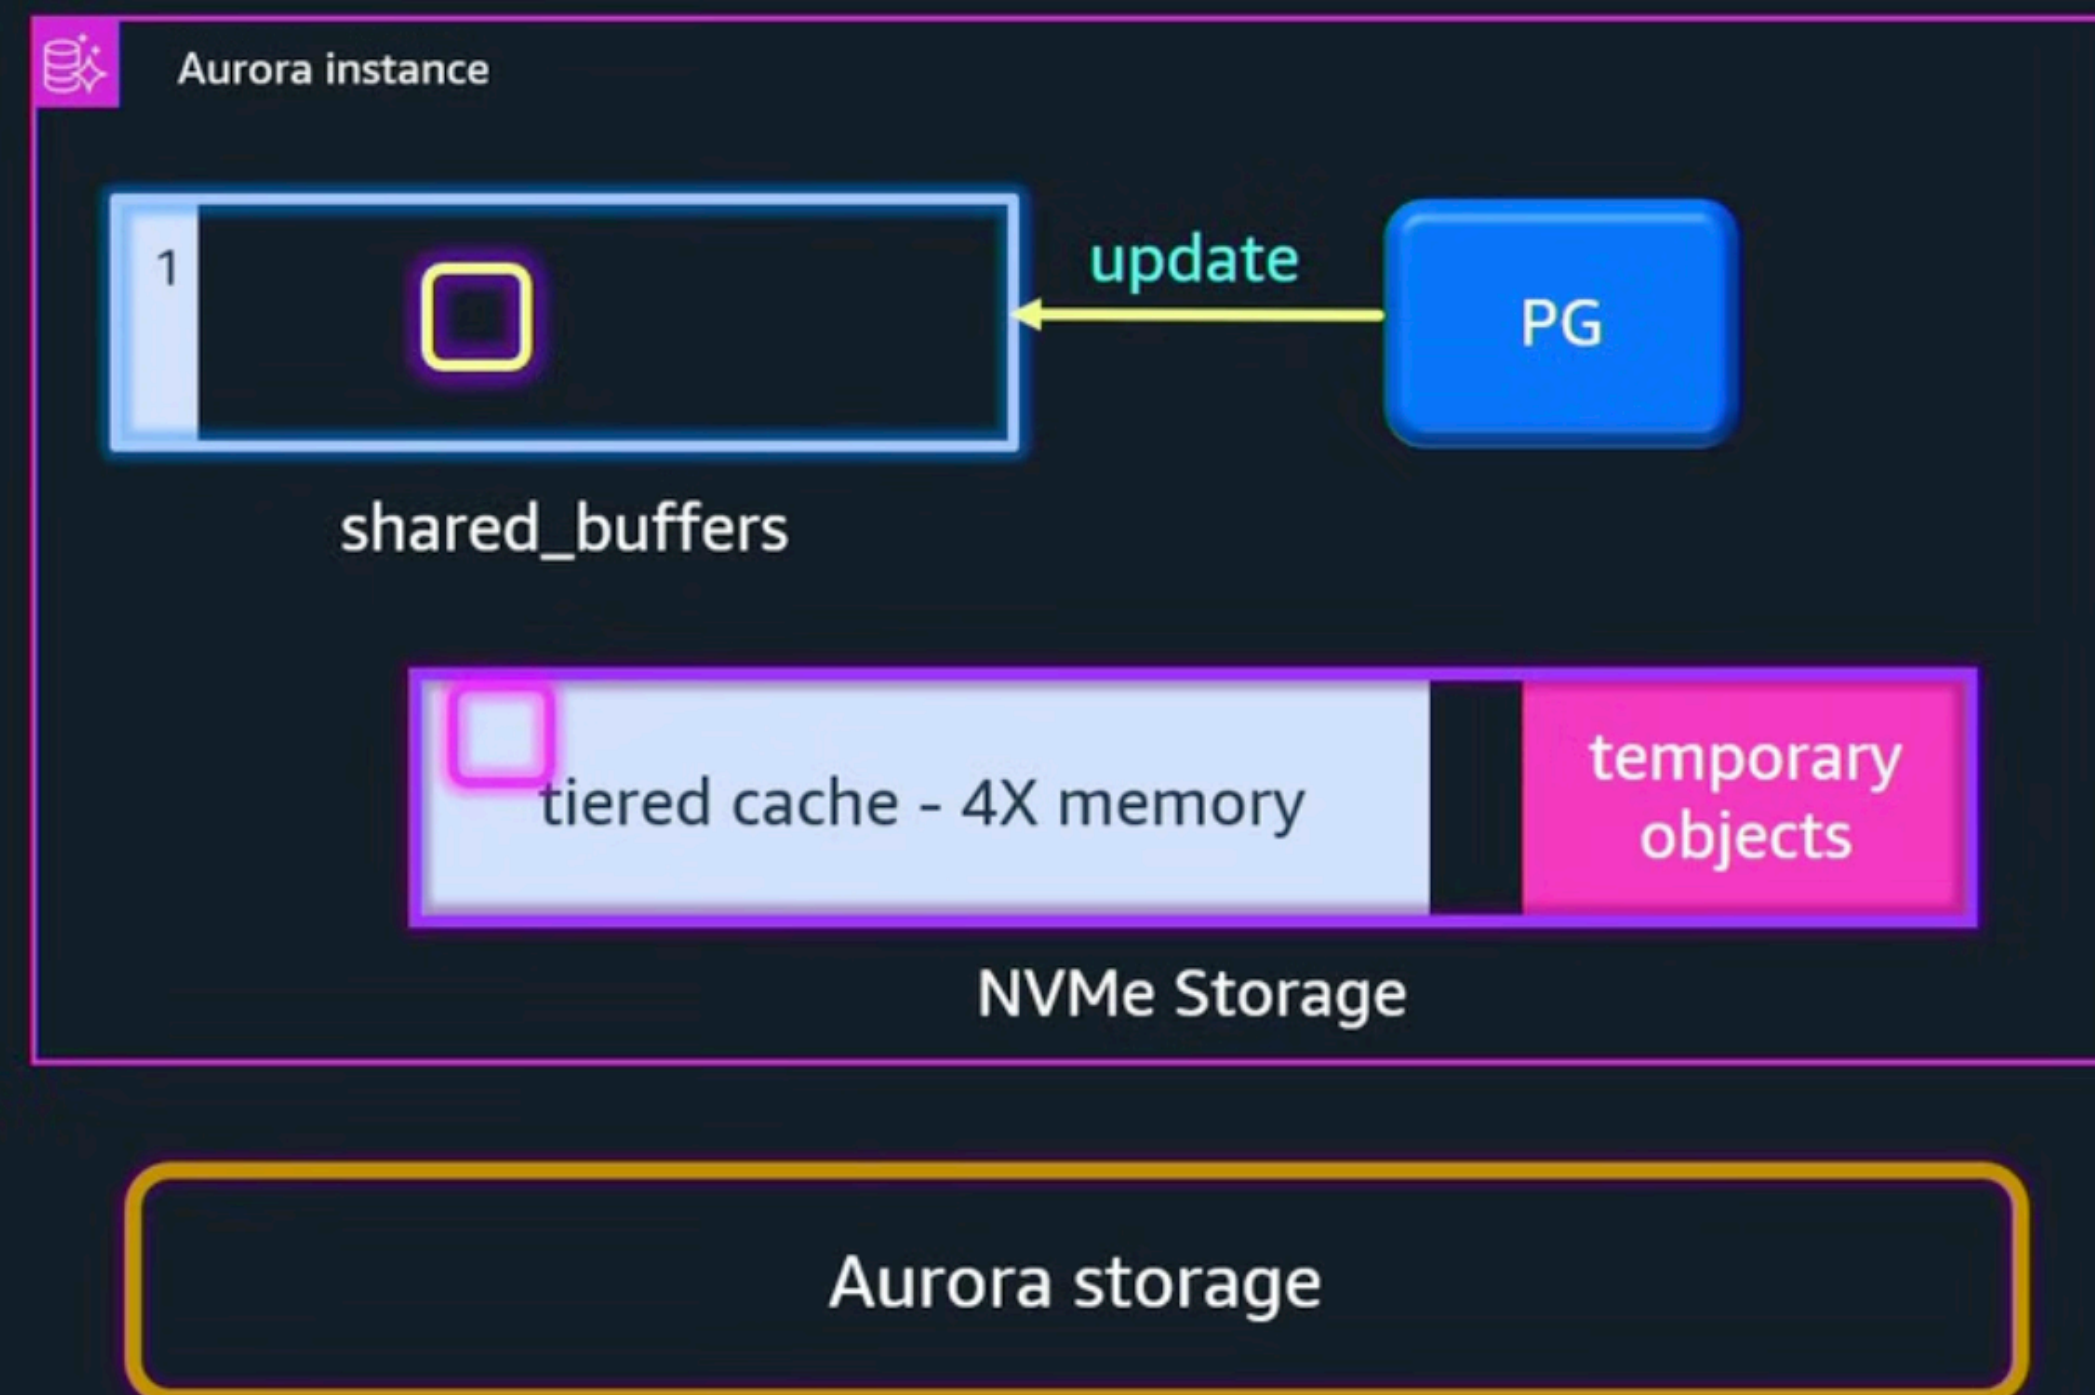 Aurora instance
1
update
PG
shared_buffers
tiered cache - 4X memory
temporary
objects
NVMe Storage
Aurora storage